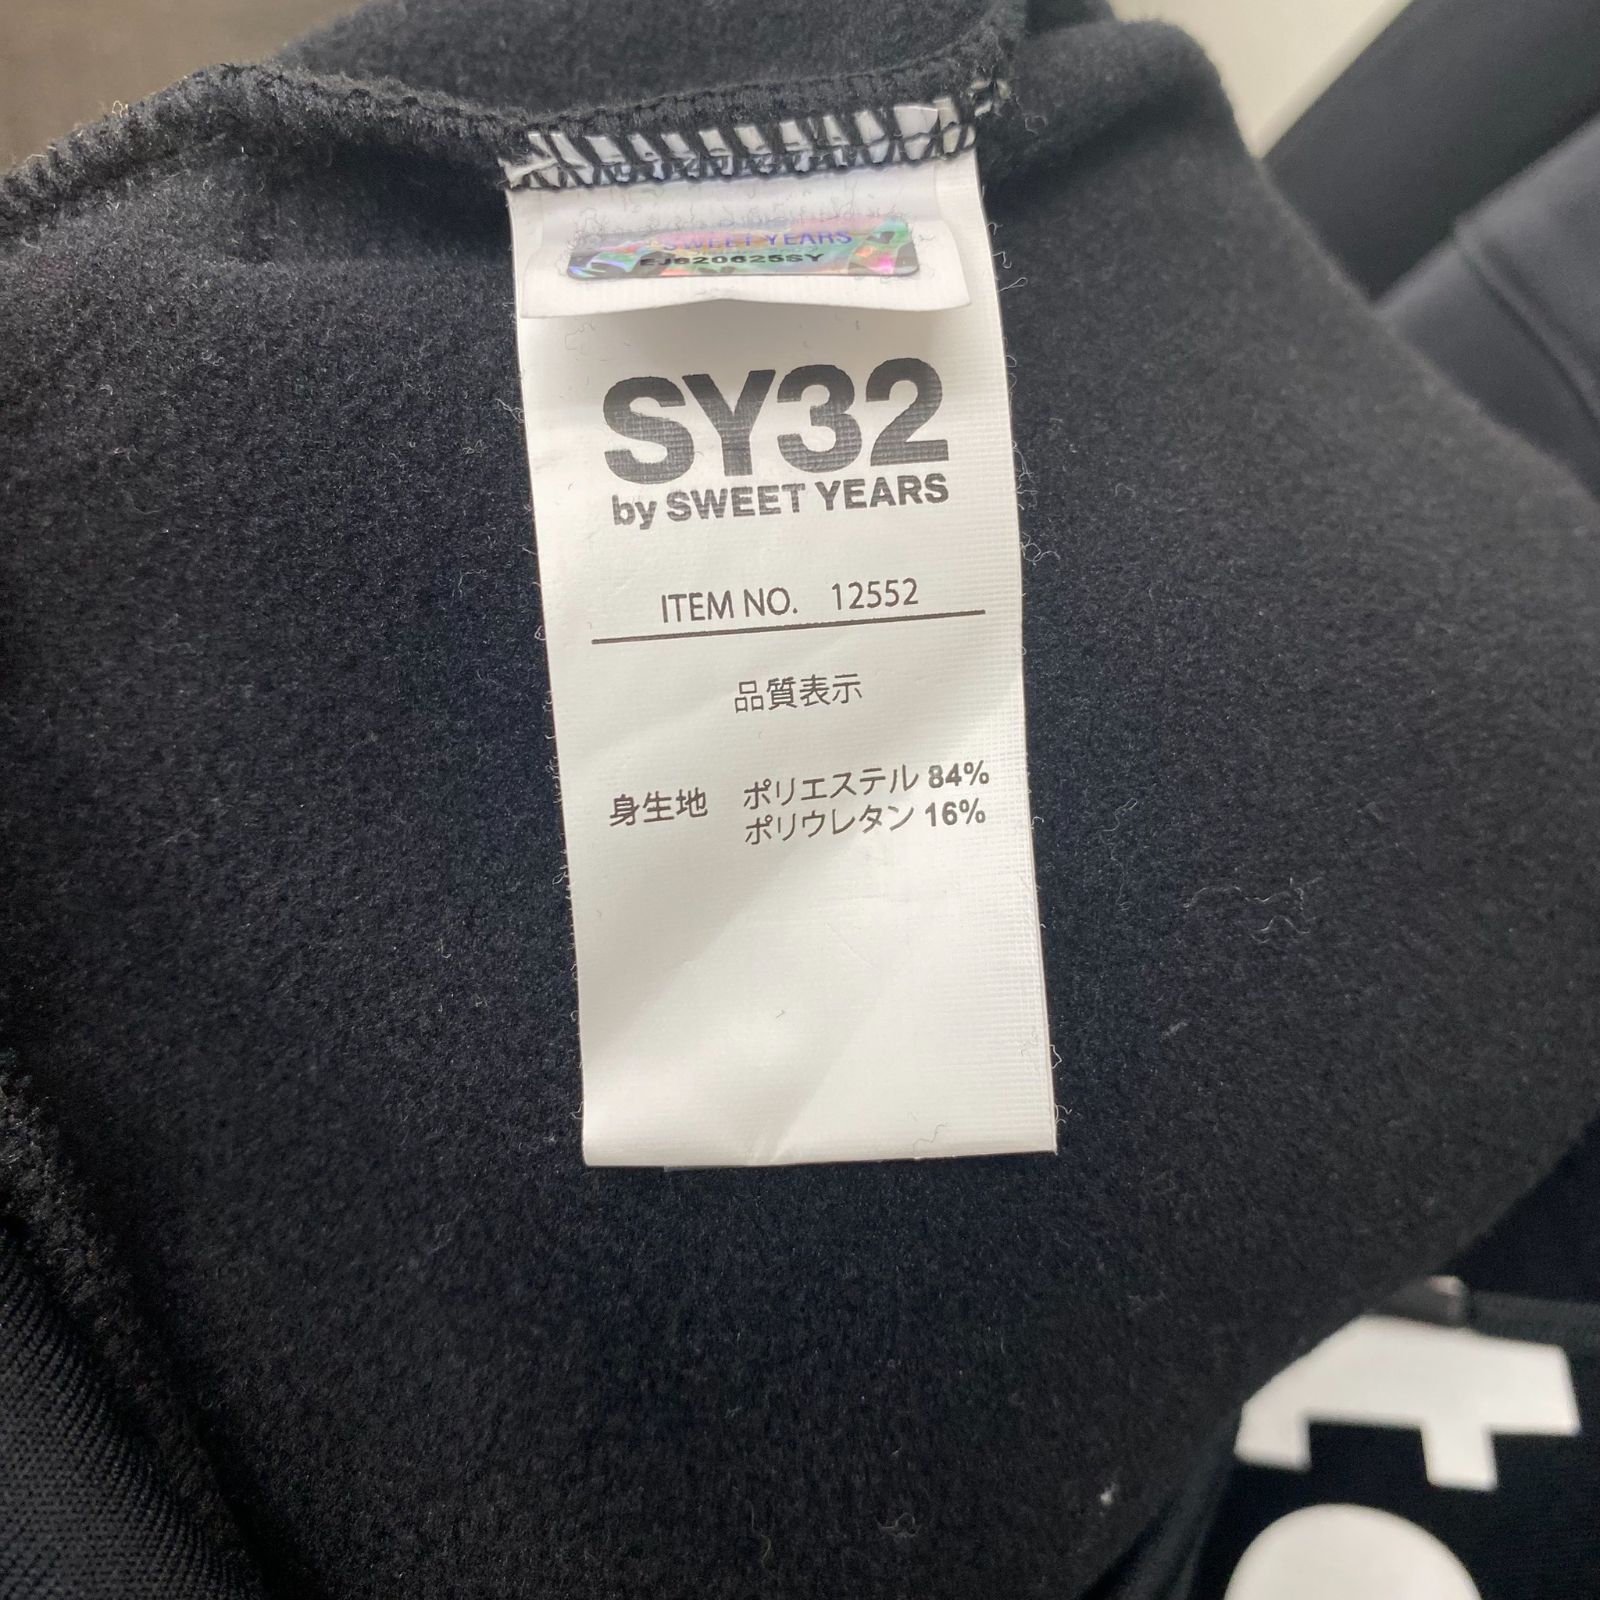 SWEET YEARS
EJ620625SY
SY32
by SWEET YEARS
ITEM NO. 12552
品質表示
身生地 ポリエステル 84%
ポリウレタン 16%